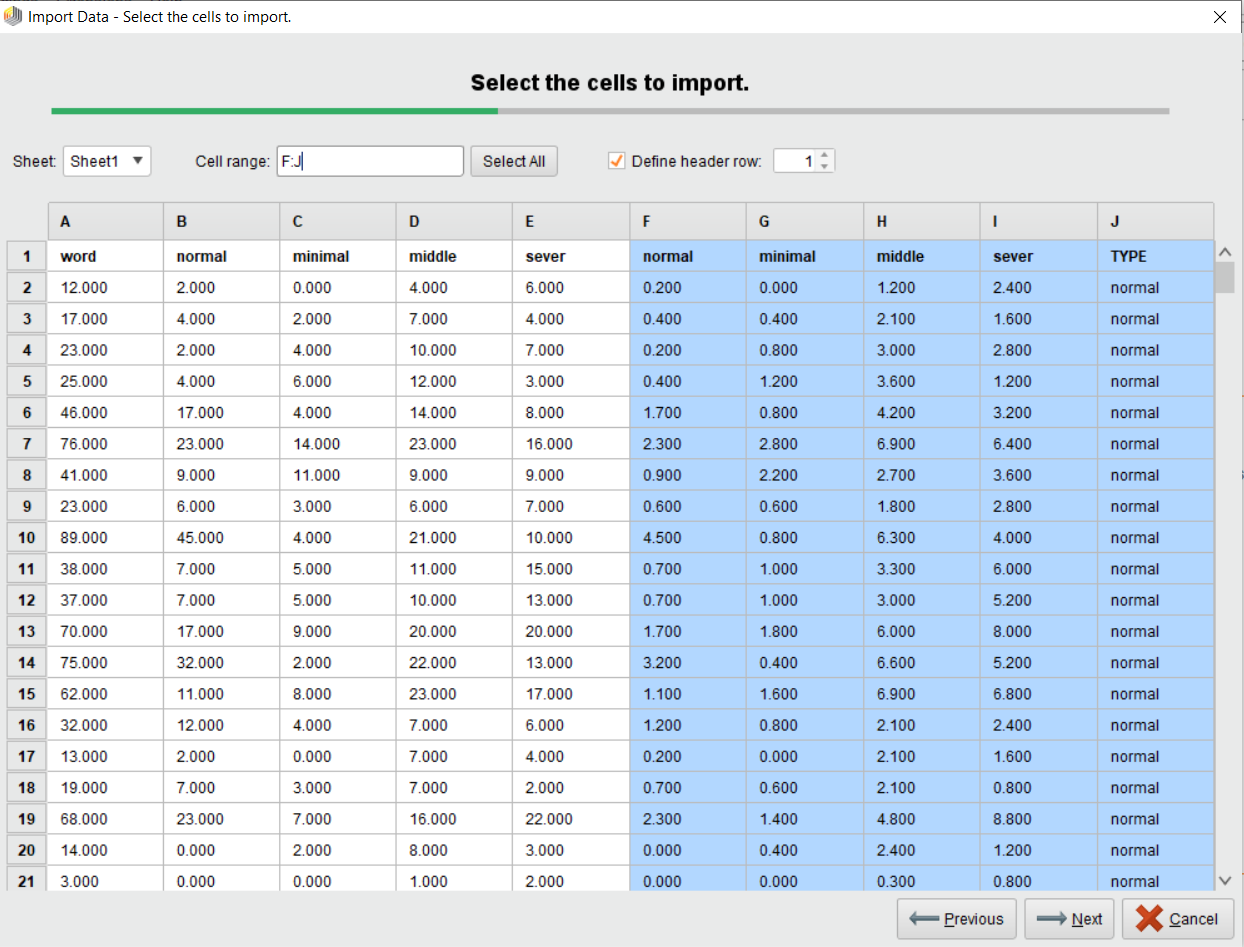 Import Data - Select the cells to import.
Select the cells to import.
Sheet: Sheet1 Cell range: F:J Select All Define header row: 1
A B C D E F G H I J
1 word normal minimal middle sever normal minimal middle sever TYPE
2 12.000 2.000 0.000 4.000 6.000 0.200 0.000 1.200 2.400 normal
3 17.000 4.000 2.000 7.000 4.000 0.400 0.400 2.100 1.600 normal
4 23.000 2.000 4.000 10.000 7.000 0.200 0.800 3.000 2.800 normal
5 25.000 4.000 6.000 12.000 3.000 0.400 1.200 3.600 1.200 normal
6 46.000 17.000 4.000 14.000 8.000 1.700 0.800 4.200 3.200 normal
7 76.000 23.000 14.000 23.000 16.000 2.300 2.800 6.900 6.400 normal
8 41.000 9.000 11.000 9.000 9.000 0.900 2.200 2.700 3.600 normal
9 23.000 6.000 3.000 6.000 7.000 0.600 0.600 1.800 2.800 normal
10 89.000 45.000 4.000 21.000 10.000 4.500 0.800 6.300 4.000 normal
11 38.000 7.000 5.000 11.000 15.000 0.700 1.000 3.300 6.000 normal
12 37.000 7.000 5.000 10.000 13.000 0.700 1.000 3.000 5.200 normal
13 70.000 17.000 9.000 20.000 20.000 1.700 1.800 6.000 8.000 normal
14 75.000 32.000 2.000 22.000 13.000 3.200 0.400 6.600 5.200 normal
15 62.000 11.000 8.000 23.000 17.000 1.100 1.600 6.900 6.800 normal
16 32.000 12.000 4.000 7.000 6.000 1.200 0.800 2.100 2.400 normal
17 13.000 2.000 0.000 7.000 4.000 0.200 0.000 2.100 1.600 normal
18 19.000 7.000 3.000 7.000 2.000 0.700 0.600 2.100 0.800 normal
19 68.000 23.000 7.000 16.000 22.000 2.300 1.400 4.800 8.800 normal
20 14.000 0.000 2.000 8.000 3.000 0.000 0.400 2.400 1.200 normal
21 3.000 0.000 0.000 1.000 2.000 0.000 0.000 0.300 0.800 normal
Previous Next Cancel